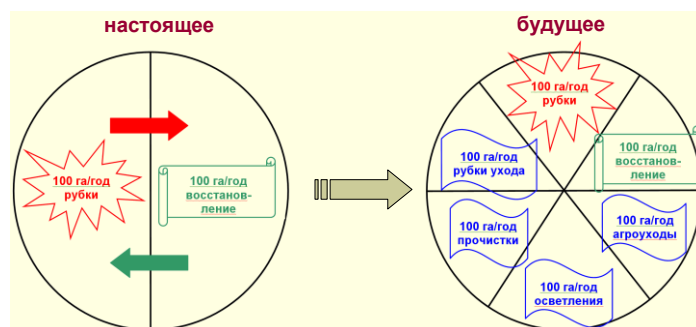 настоящее
будущее
100 га/год
рубки
100 га/год
восстанов-
ление
100 га/год
рубки
100 га/год
восстанов-
ление
100 га/год
агроуходы
100 га/год
осветления
100 га/год
прочистки
100 га/год
рубки ухода